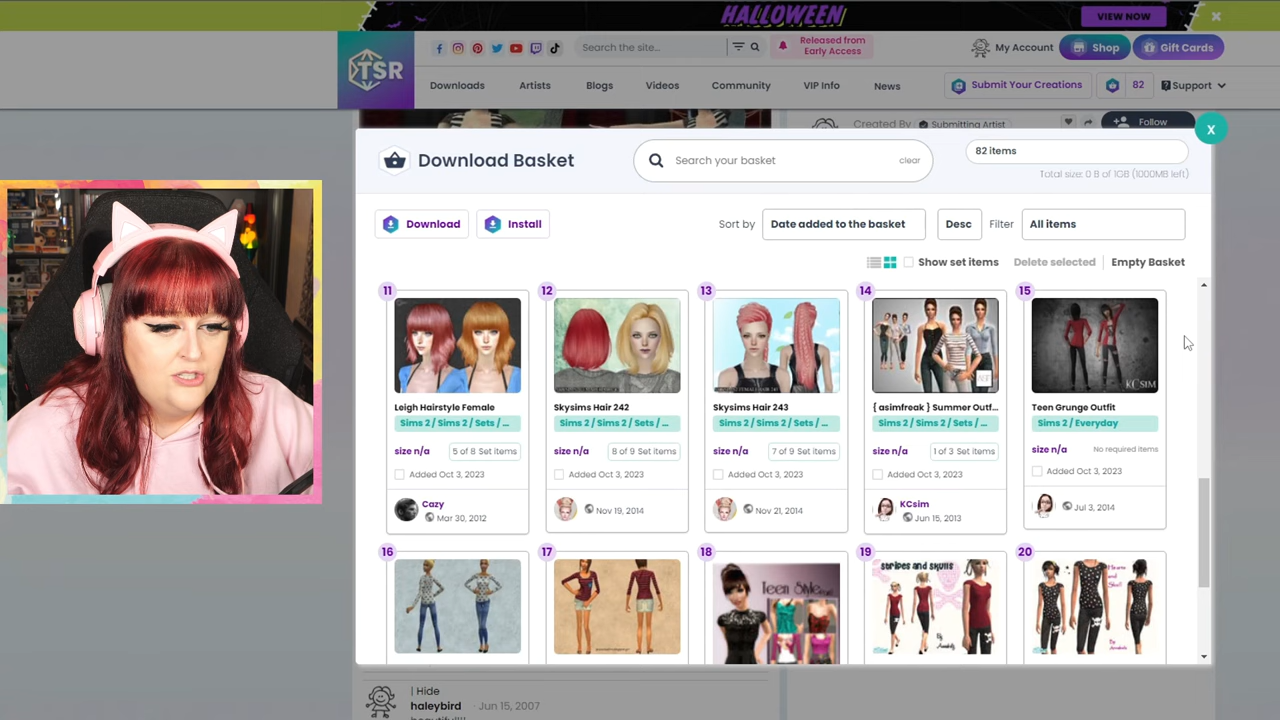 HALLOWEEN
VIEW NOW
TSR
Search the site...
Released from
Early Access
My Account
Shop
Gift Cards
Downloads
Artists
Blogs
Videos
Community
VIP Info
News
Submit Your Creations
82
Support
Created By
Submitting Artist
Follow
X
Download Basket
Search your basket
clear
82 items
Total size: 0 B of 1GB (1000MB left)
Download
Install
Sort by
Date added to the basket
Desc
Filter
All items
Show set items
Delete selected
Empty Basket
11
12
13
14
15
KCSIM
Leigh Hairstyle Female
Skysims Hair 242
Skysims Hair 243
{ asimfreak } Summer Outf...
Teen Grunge Outfit
Sims 2 / Sims 2 / Sets / ...
Sims 2 / Sims 2 / Sets / ...
Sims 2 / Sims 2 / Sets / ...
Sims 2 / Sims 2 / Sets / ...
Sims 2 / Everyday
size n/a
5 of 8 Set items
size n/a
8 of 9 Set items
size n/a
7 of 9 Set items
size n/a
1 of 3 Set items
size n/a
No required items
Added Oct 3, 2023
Added Oct 3, 2023
Added Oct 3, 2023
Added Oct 3, 2023
Added Oct 3, 2023
Cazy
Mar 30, 2012
Nov 19, 2014
Nov 21, 2014
KCsim
Jun 15, 2013
Jul 3, 2014
16
17
18
19
20
Teen Style
stripes and skulls
| Hide
haleybird · Jun 15, 2007